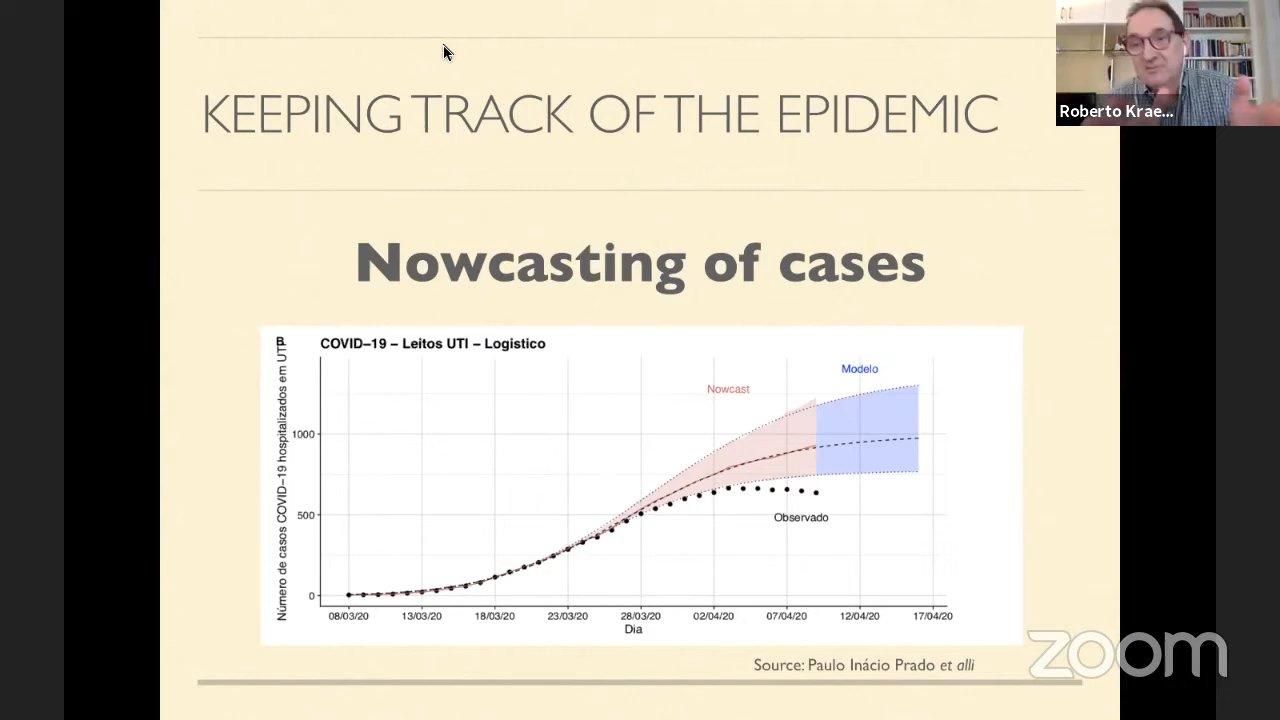 KEEPING TRACK OF THE EPIDEMIC
Roberto Krae...
Nowcasting of cases
B
COVID–19 – Leitos UTI – Logistico
Número de casos COVID–19 hospitalizados em UTI
Modelo
Nowcast
1000
500
Observado
0
08/03/20 13/03/20 18/03/20 23/03/20 28/03/20 02/04/20 07/04/20 12/04/20 17/04/20
Dia
Source: Paulo Inácio Prado et alli
zoom